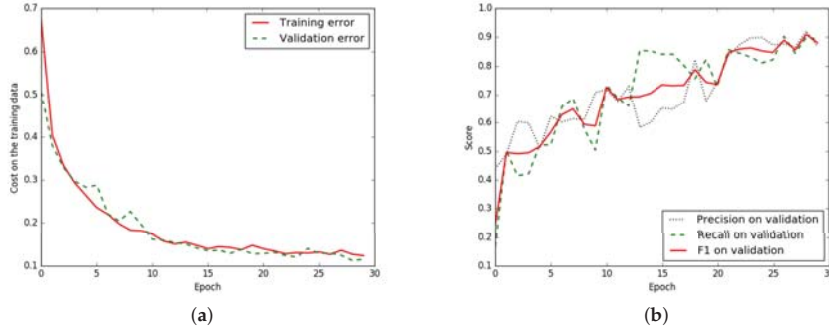 0.7
0.6
0.5
0.4
0.3
0.2
0.1
0
5
10
15
20
25
30
Cost on the training data
Epoch
Training error
Validation error
(a)
1.0
0.9
0.8
0.7
0.6
0.5
0.4
0.3
0.2
0.1
0
5
10
15
20
25
30
Score
Epoch
Precision on validation
Recall on validation
F1 on validation
(b)